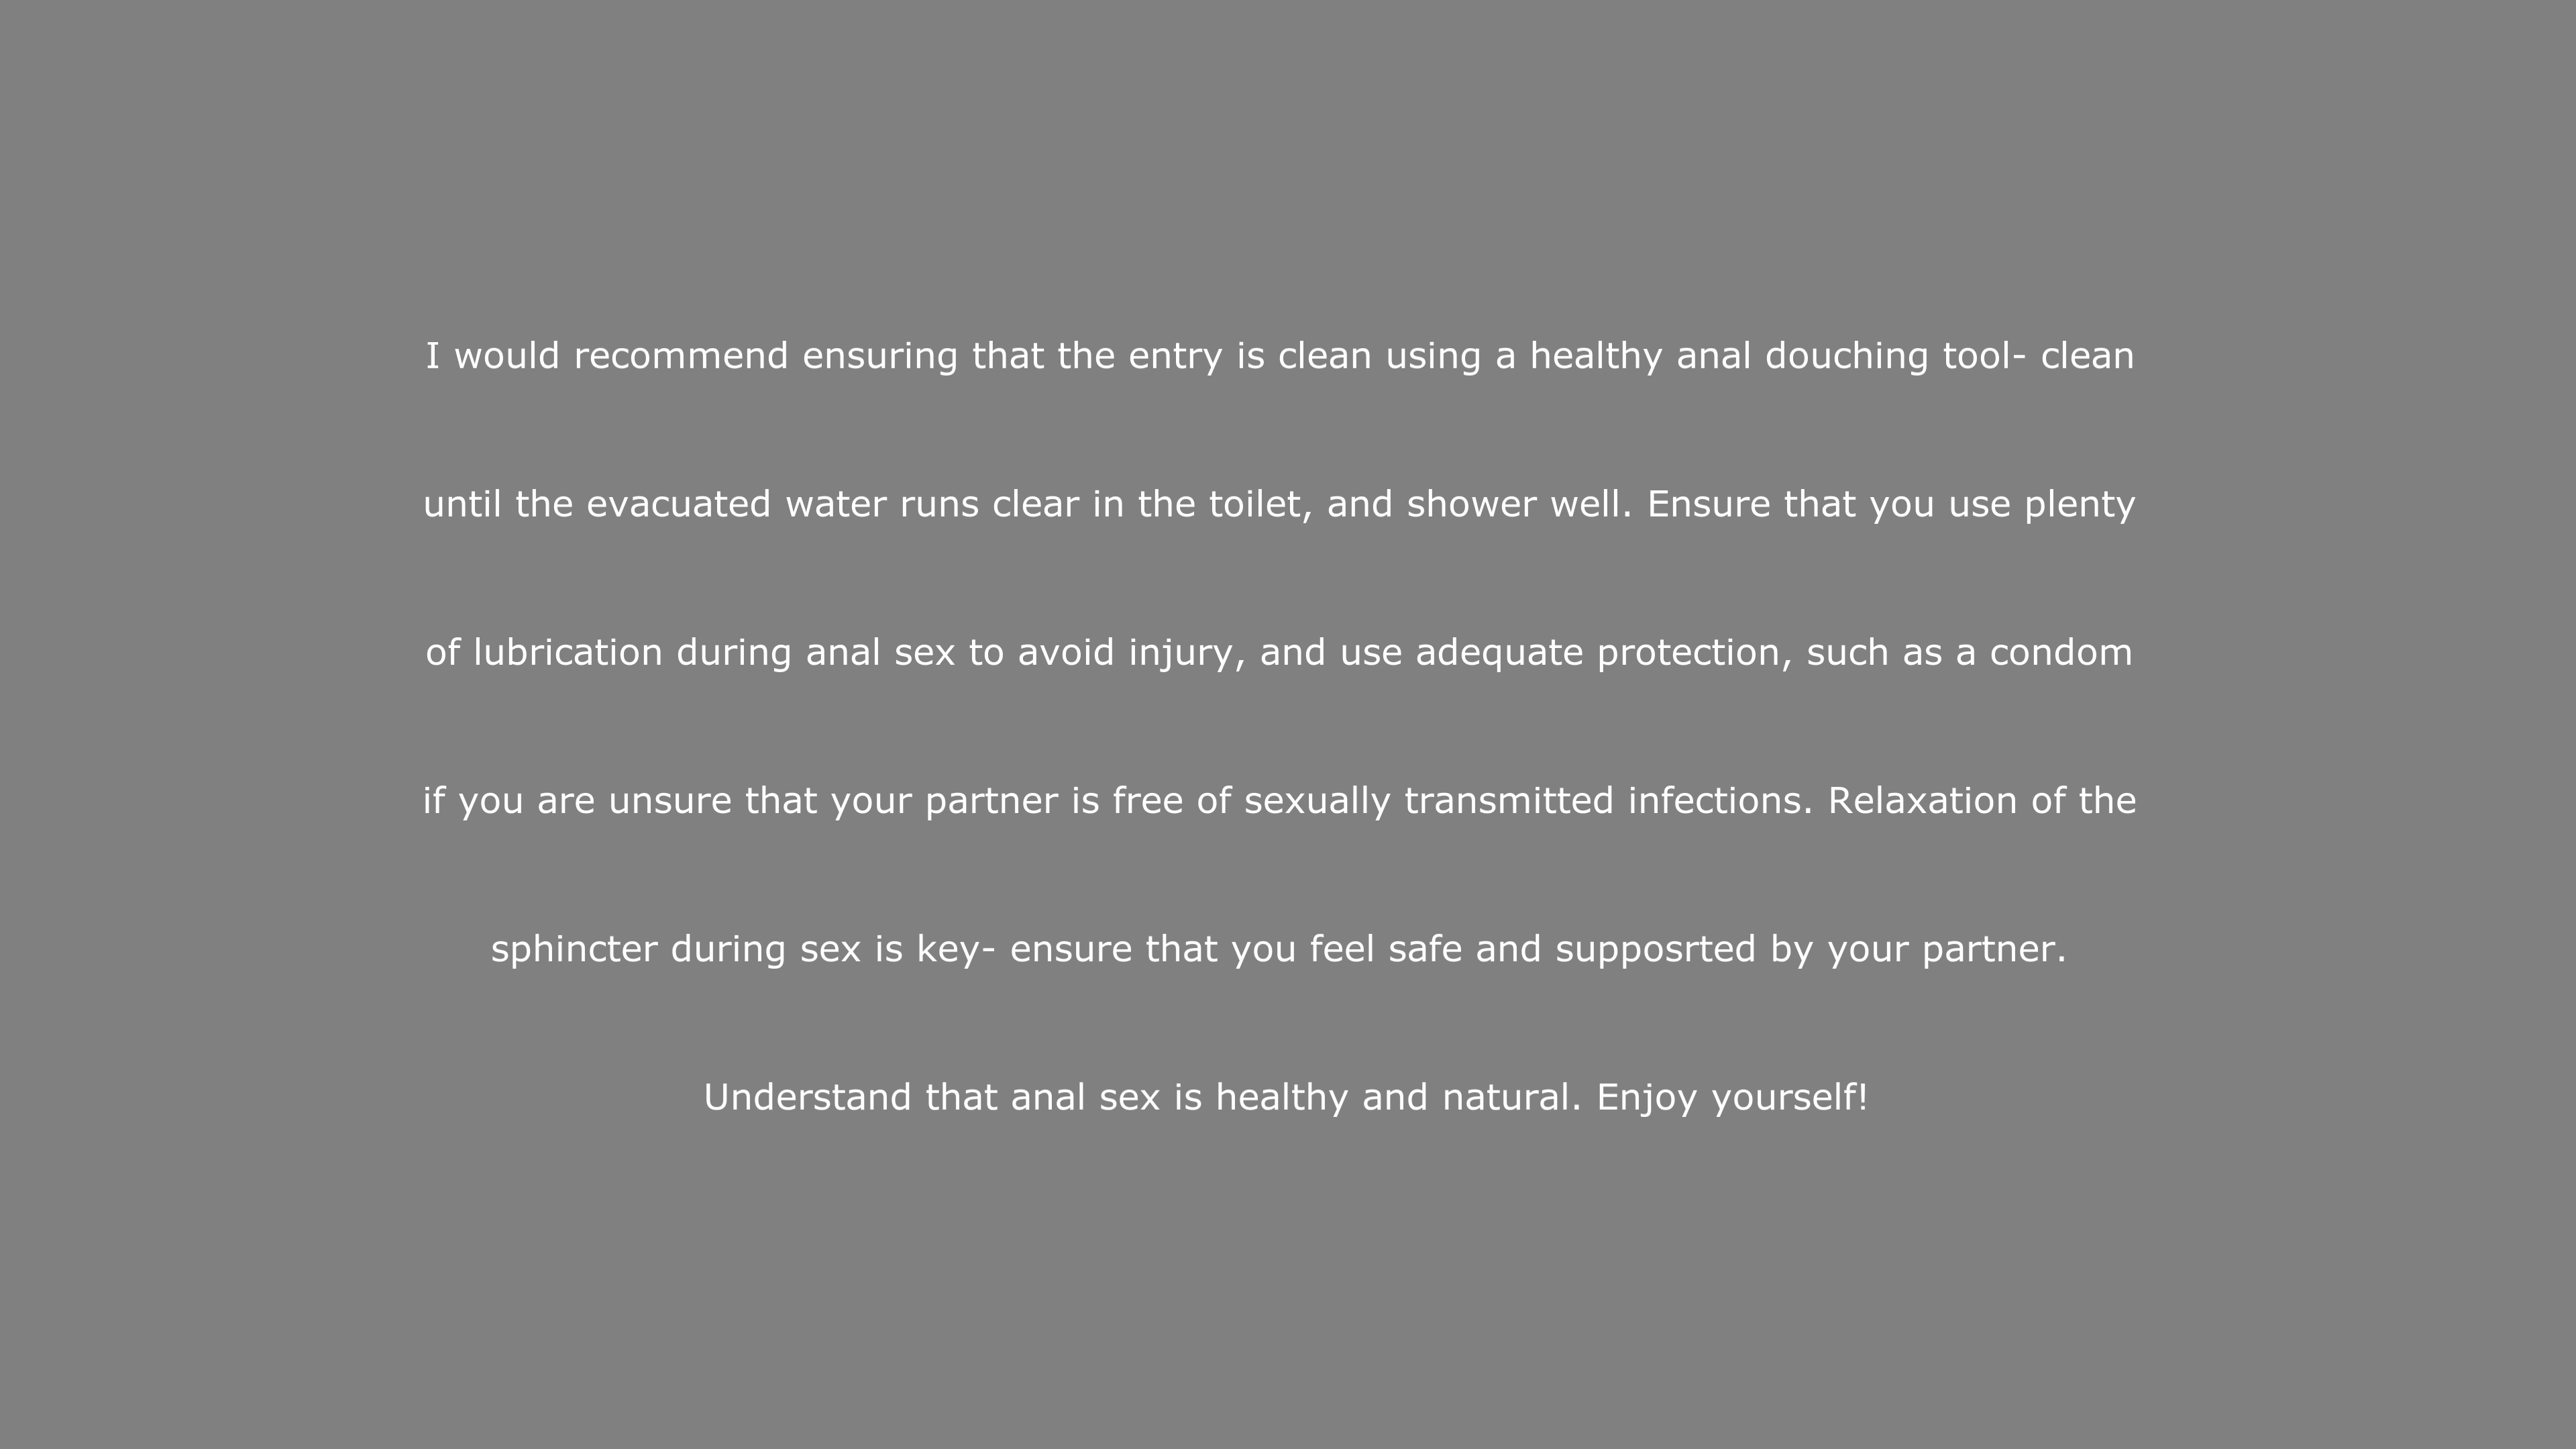 I would recommend ensuring that the entry is clean using a healthy anal douching tool- clean
until the evacuated water runs clear in the toilet, and shower well. Ensure that you use plenty
of lubrication during anal sex to avoid injury, and use adequate protection, such as a condom
if you are unsure that your partner is free of sexually transmitted infections. Relaxation of the
sphincter during sex is key- ensure that you feel safe and supposrted by your partner.
Understand that anal sex is healthy and natural. Enjoy yourself!